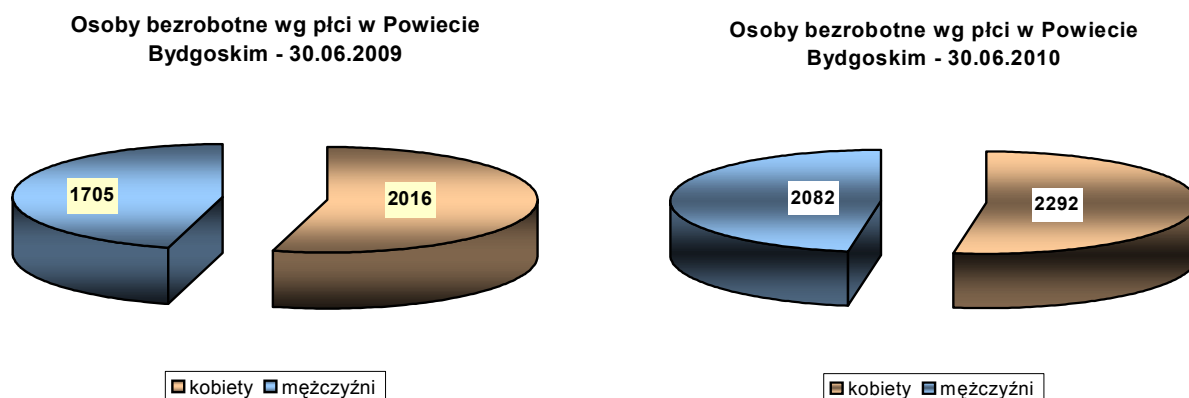 Osoby bezrobotne wg płci w Powiecie
Bydgoskim - 30.06.2009
1705
2016
kobiety mężczyźni
Osoby bezrobotne wg płci w Powiecie
Bydgoskim - 30.06.2010
2082
2292
kobiety mężczyźni